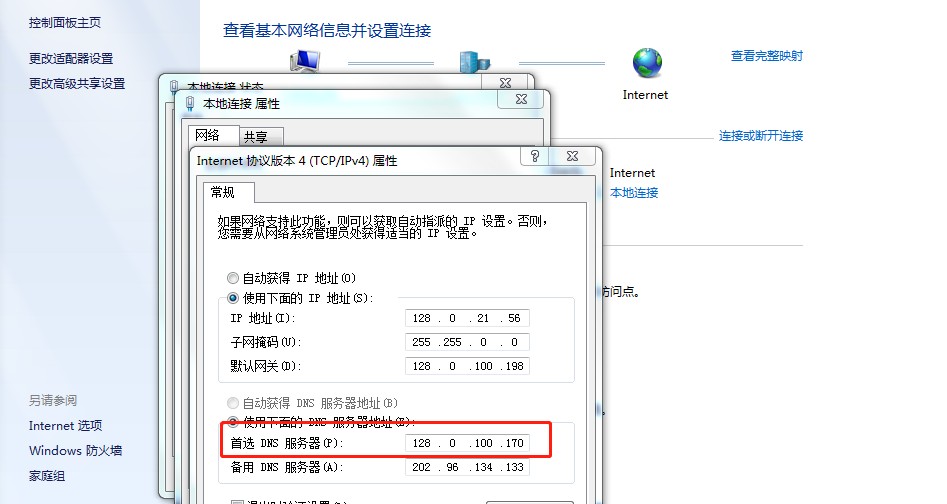 控制面板主页
更改适配器设置
更改高级共享设置
另请参阅
Internet 选项
Windows 防火墙
家庭组
查看基本网络信息并设置连接
查看完整映射
Internet
连接或断开连接
Internet
本地连接
访问点。
本地连接 状态
本地连接 属性
网络
共享
Internet 协议版本 4 (TCP/IPv4) 属性
常规
如果网络支持此功能，则可以获取自动指派的 IP 设置。否则，
您需要从网络系统管理员处获得适当的 IP 设置。
自动获得 IP 地址(O)
使用下面的 IP 地址(S):
IP 地址(I): 128 . 0 . 21 . 56
子网掩码(U): 255 . 255 . 0 . 0
默认网关(D): 128 . 0 . 100 . 198
自动获得 DNS 服务器地址(B)
使用下面的 DNS 服务器地址(E):
首选 DNS 服务器(P): 128 . 0 . 100 . 170
备用 DNS 服务器(A): 202 . 96 . 134 . 133